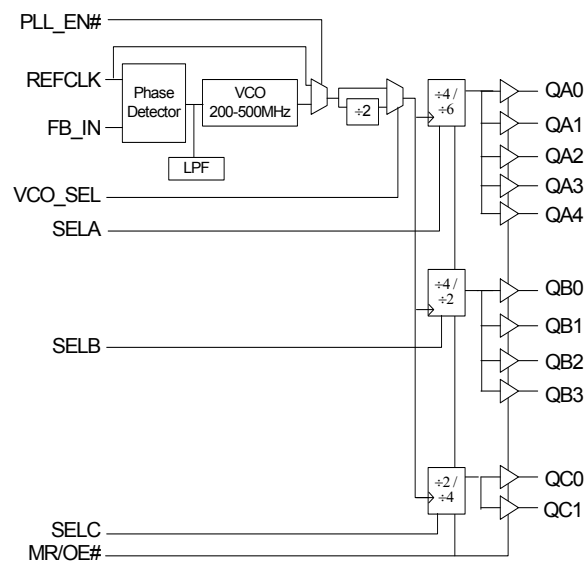 PLL_EN#
REFCLK
FB_IN
Phase
Detector
VCO
200-500MHz
LPF
÷2
VCO_SEL
SELA
÷4 /
÷6
QA0
QA1
QA2
QA3
QA4
÷4 /
÷2
SELB
QB0
QB1
QB2
QB3
÷2 /
÷4
SELC
MR/OE#
QC0
QC1